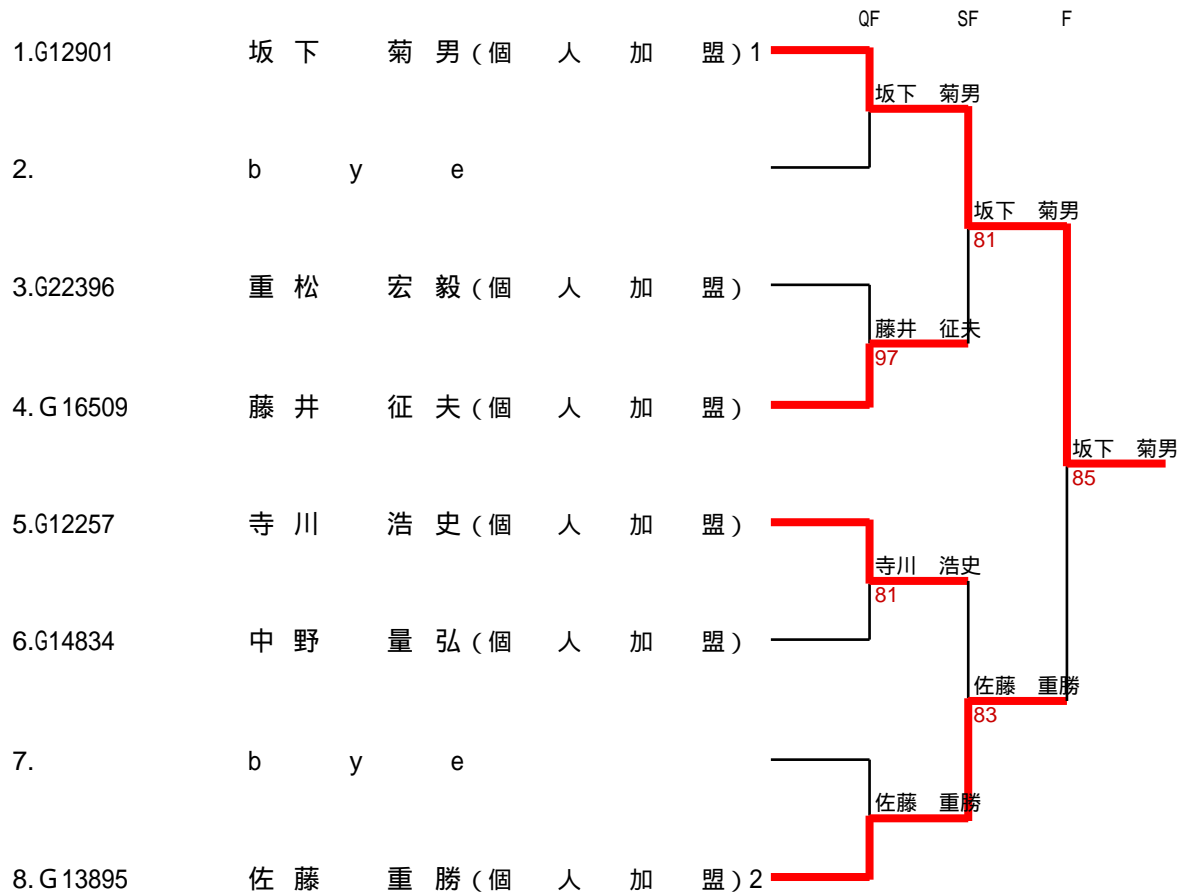 QF SF F
1.G12901 坂下 菊男(個人加盟)1
坂下 菊男
2. bye
坂下 菊男
81
3.G22396 重松 宏毅(個人加盟)
藤井 征夫
97
4.G16509 藤井 征夫(個人加盟)
坂下 菊男
85
5.G12257 寺川 浩史(個人加盟)
寺川 浩史
81
6.G14834 中野 量弘(個人加盟)
佐藤 重勝
83
7. bye
佐藤 重勝
8.G13895 佐藤 重勝(個人加盟)2